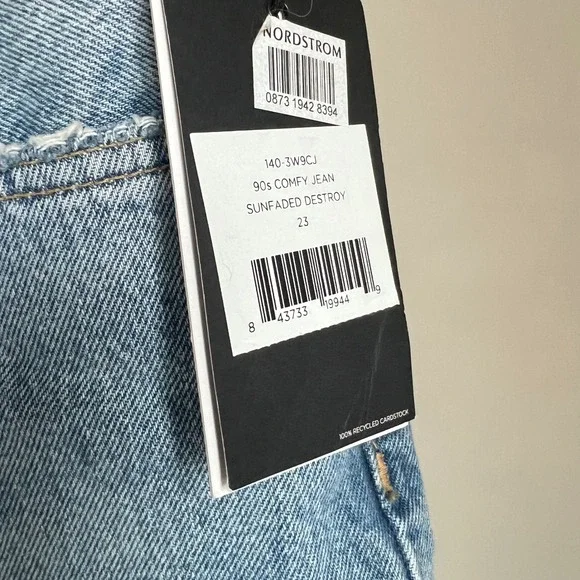 NORDSTROM
0873 1942 8394
140-3W9CJ
90s COMFY JEAN
SUNFADED DESTROY
23
8 43733 19944 9
100% RECYCLED CARDSTOCK